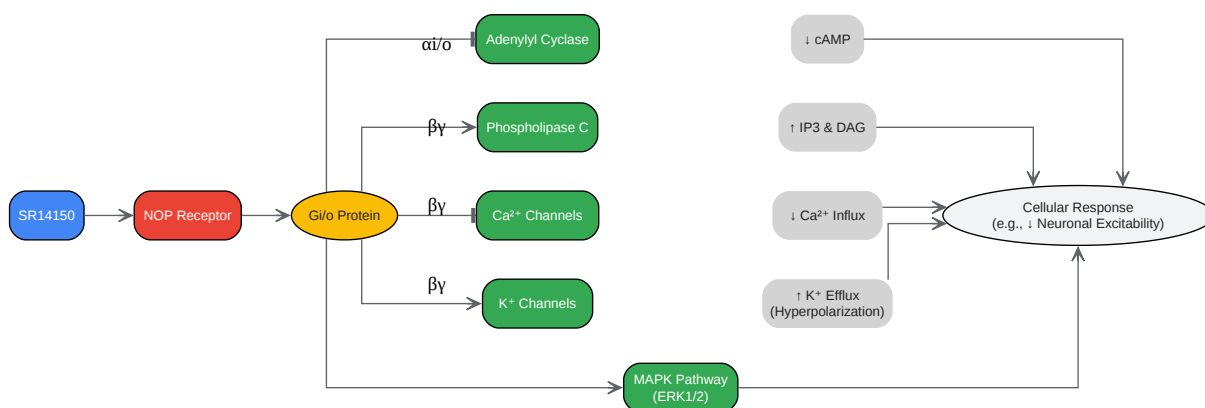 αi/o
Adenylyl Cyclase
↓ cAMP
βγ
Phospholipase C
↑ IP3 & DAG
SR14150
NOP Receptor
Gi/o Protein
βγ
Ca²⁺ Channels
↓ Ca²⁺ Influx
Cellular Response
(e.g., ↓ Neuronal Excitability)
βγ
K⁺ Channels
↑ K⁺ Efflux
(Hyperpolarization)
MAPK Pathway
(ERK1/2)